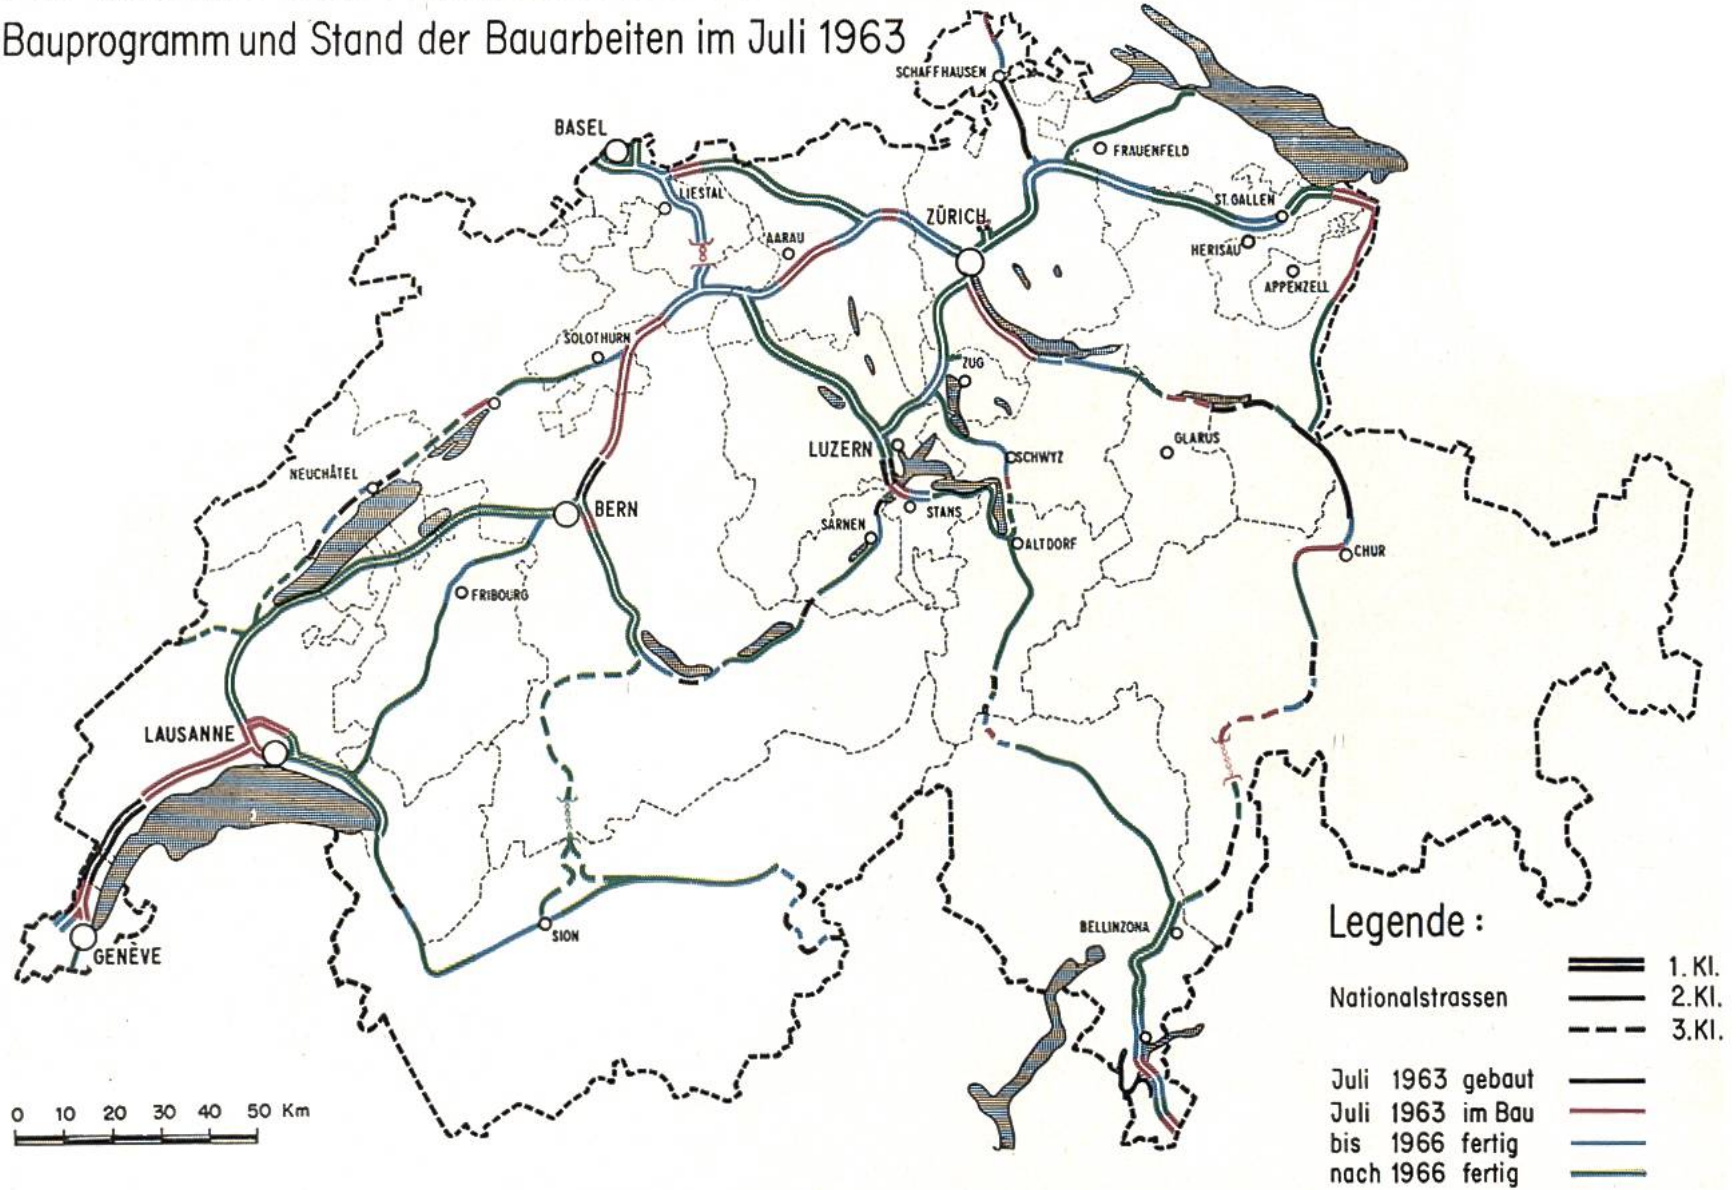 Bauprogramm und Stand der Bauarbeiten im Juli 1963
SCHAFFHAUSEN
BASEL
FRAUENFELD
LIESTAL
ST. GALLEN
ZÜRICH
AARAU
HERISAU
APPENZELL
SOLOTHURN
ZUG
GLARUS
LUZERN
SCHWYZ
NEUCHÂTEL
BERN
STANS
SARNEN
ALTDORF
CHUR
FRIBOURG
LAUSANNE
GENÈVE
SION
BELLINZONA
Legende :
1. Kl.
Nationalstrassen 2. Kl.
3. Kl.
Juli 1963 gebaut
Juli 1963 im Bau
bis 1966 fertig
nach 1966 fertig
0 10 20 30 40 50 Km